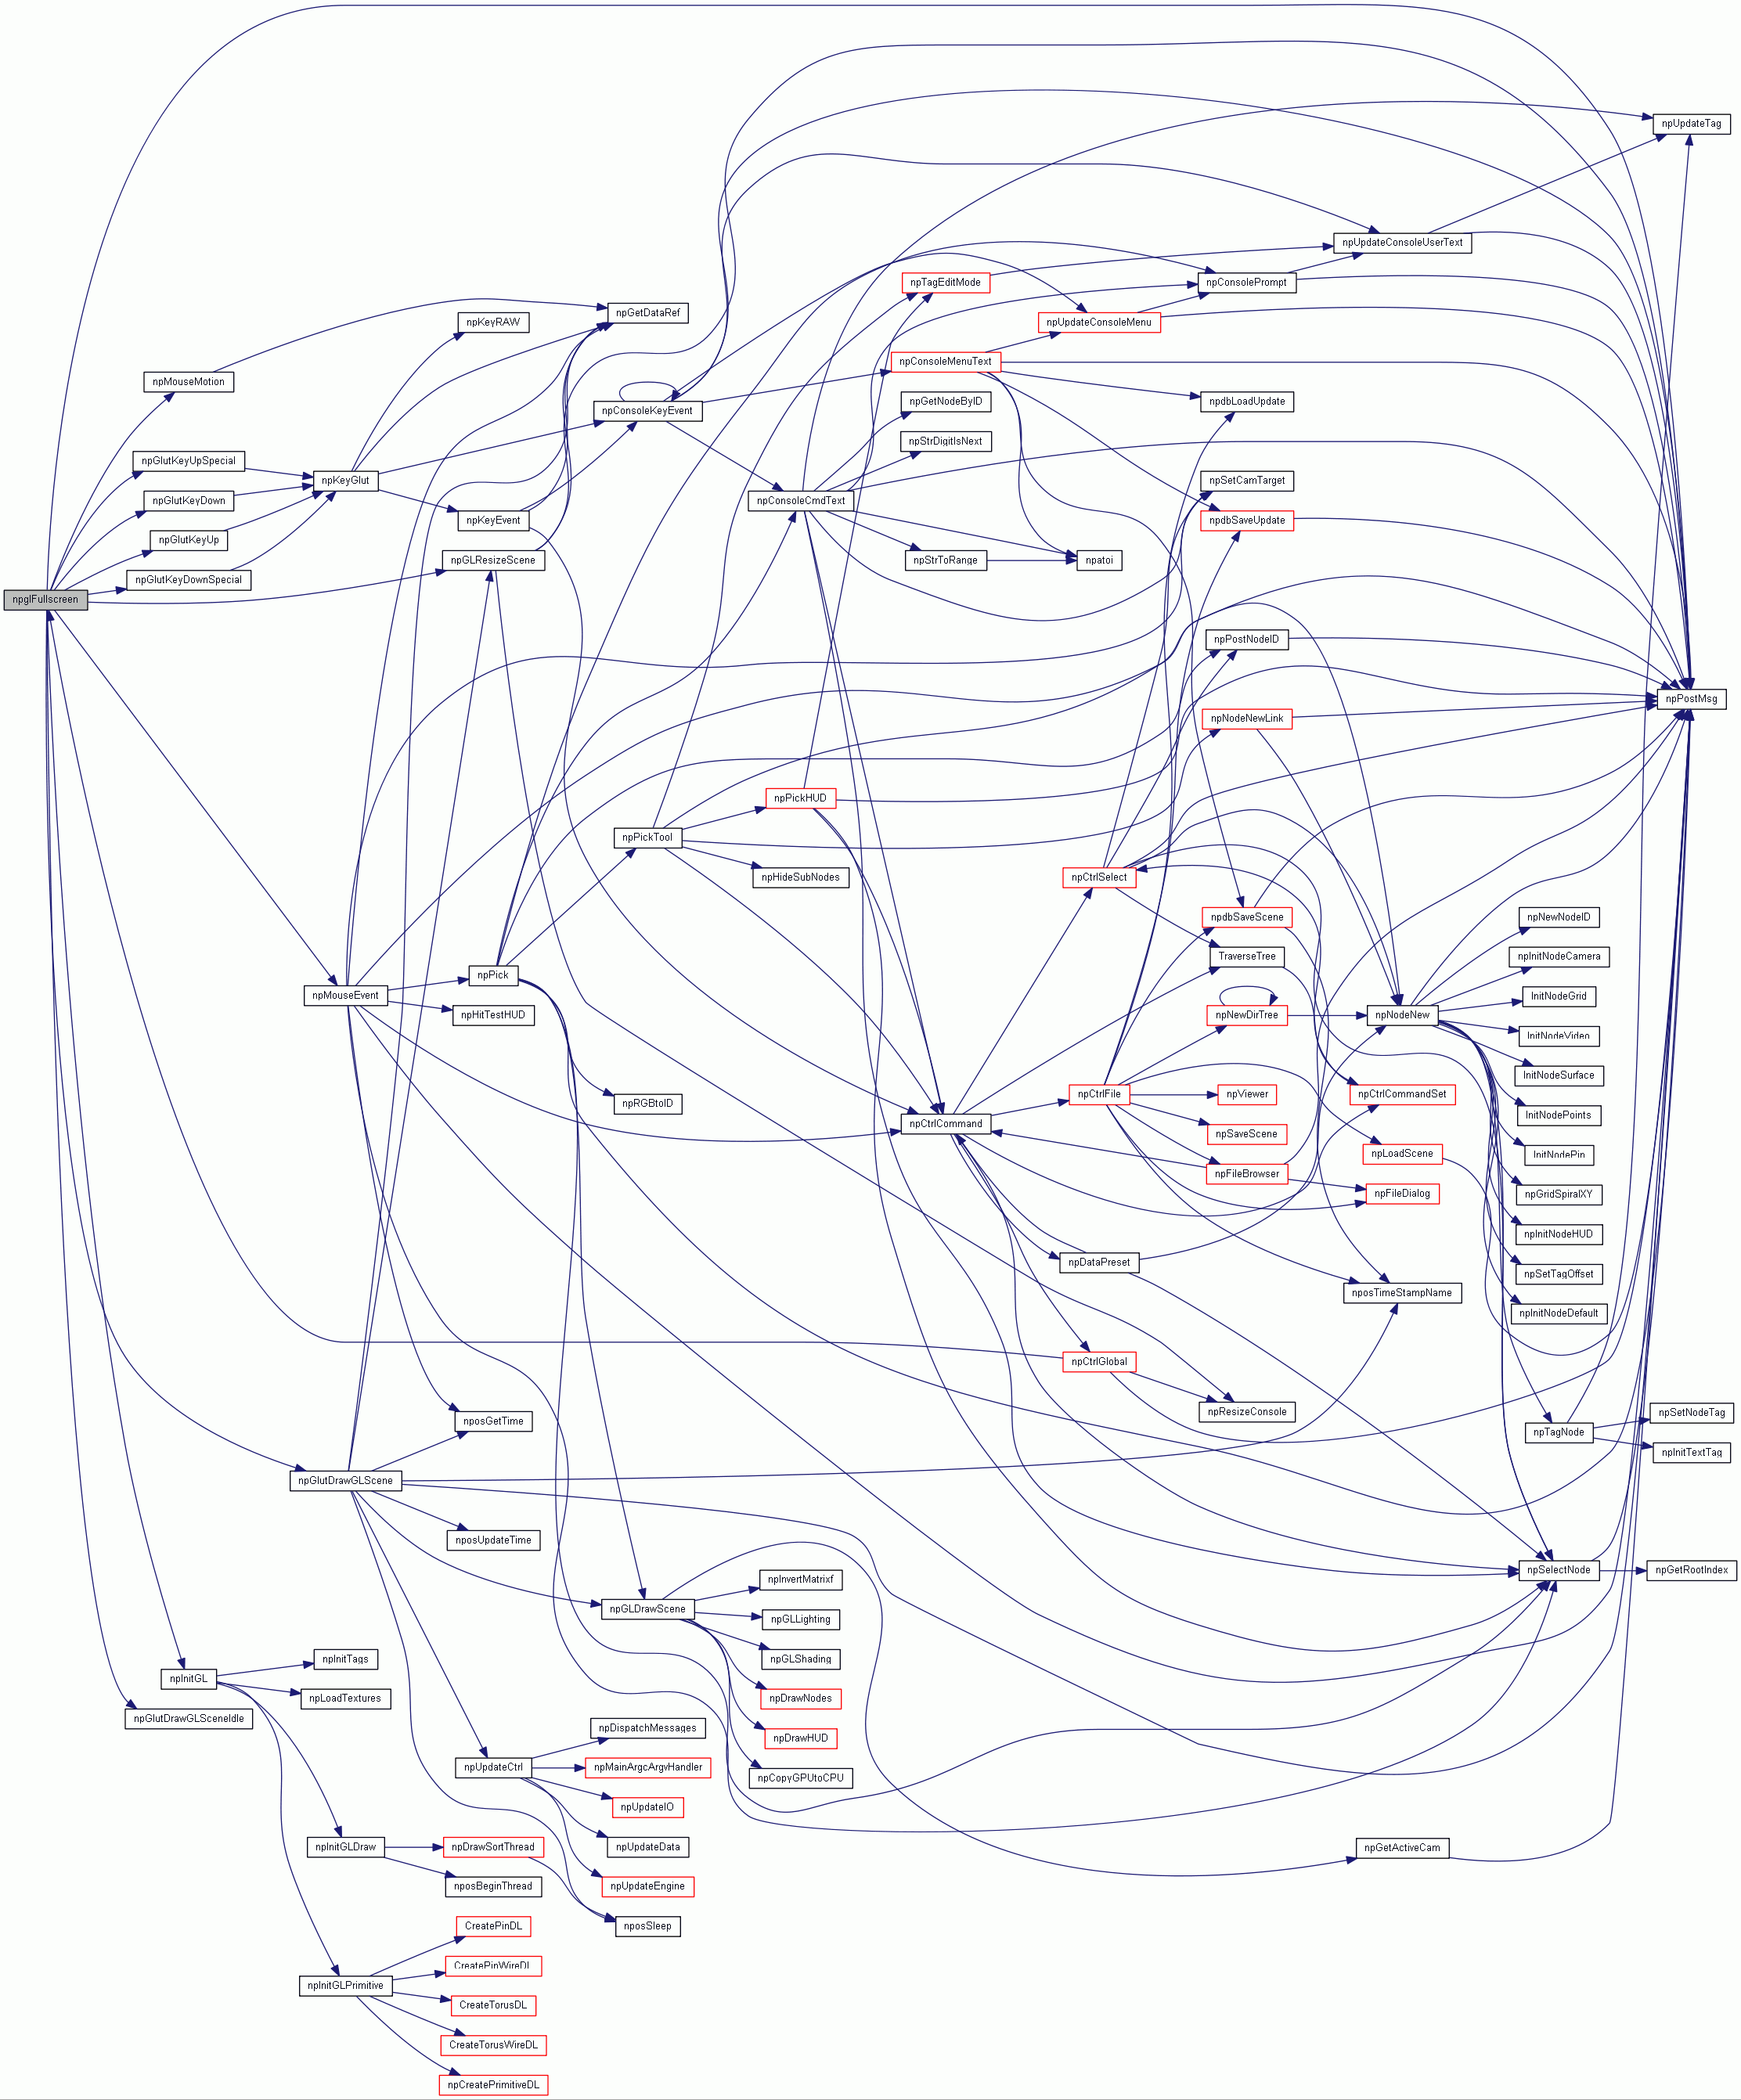 npUpdateTag
npUpdateConsoleUserText
npTagEditMode
npConsolePrompt
npGetDataRef
npKeyRAW
npUpdateConsoleMenu
npConsoleMenuText
npMouseMotion
npGetNodeByID
npdbLoadUpdate
npConsoleKeyEvent
npStrDigitIsNext
npGlutKeyUpSpecial
npKeyGlut
npSetCamTarget
npGlutKeyDown
npConsoleCmdText
npKeyEvent
npdbSaveUpdate
npGlutKeyUp
npGLResizeScene
npStrToRange
npatoi
npGlutKeyDownSpecial
npglFullscreen
npPostNodeID
npPostMsg
npNodeNewLink
npPickHUD
npPickTool
npHideSubNodes
npCtrlSelect
npdbSaveScene
npNewNodeID
TraverseTree
npInitNodeCamera
npPick
npMouseEvent
InitNodeGrid
npHitTestHUD
npNewDirTree
npNodeNew
InitNodeVideo
InitNodeSurface
npCtrlFile
npViewer
npCtrlCommandSet
npRGBtoID
InitNodePoints
npCtrlCommand
npSaveScene
npLoadScene
InitNodePin
npFileBrowser
npFileDialog
npGridSpiralXY
npInitNodeHUD
npDataPreset
npSetTagOffset
nposTimeStampName
npInitNodeDefault
npCtrlGlobal
npResizeConsole
npSetNodeTag
nposGetTime
npTagNode
npInitTextTag
npGlutDrawGLScene
nposUpdateTime
npSelectNode
npGetRootIndex
npInvertMatrixf
npGLDrawScene
npGLLighting
npInitTags
npGLShading
npInitGL
npLoadTextures
npDrawNodes
npGlutDrawGLSceneIdle
npDispatchMessages
npDrawHUD
npUpdateCtrl
npMainArgcArgvHandler
npCopyGPUtoCPU
npUpdateIO
npInitGLDraw
npDrawSortThread
npUpdateData
npGetActiveCam
nposBeginThread
npUpdateEngine
CreatePinDL
nposSleep
CreatePinWireDL
npInitGLPrimitive
CreateTorusDL
CreateTorusWireDL
npCreatePrimitiveDL